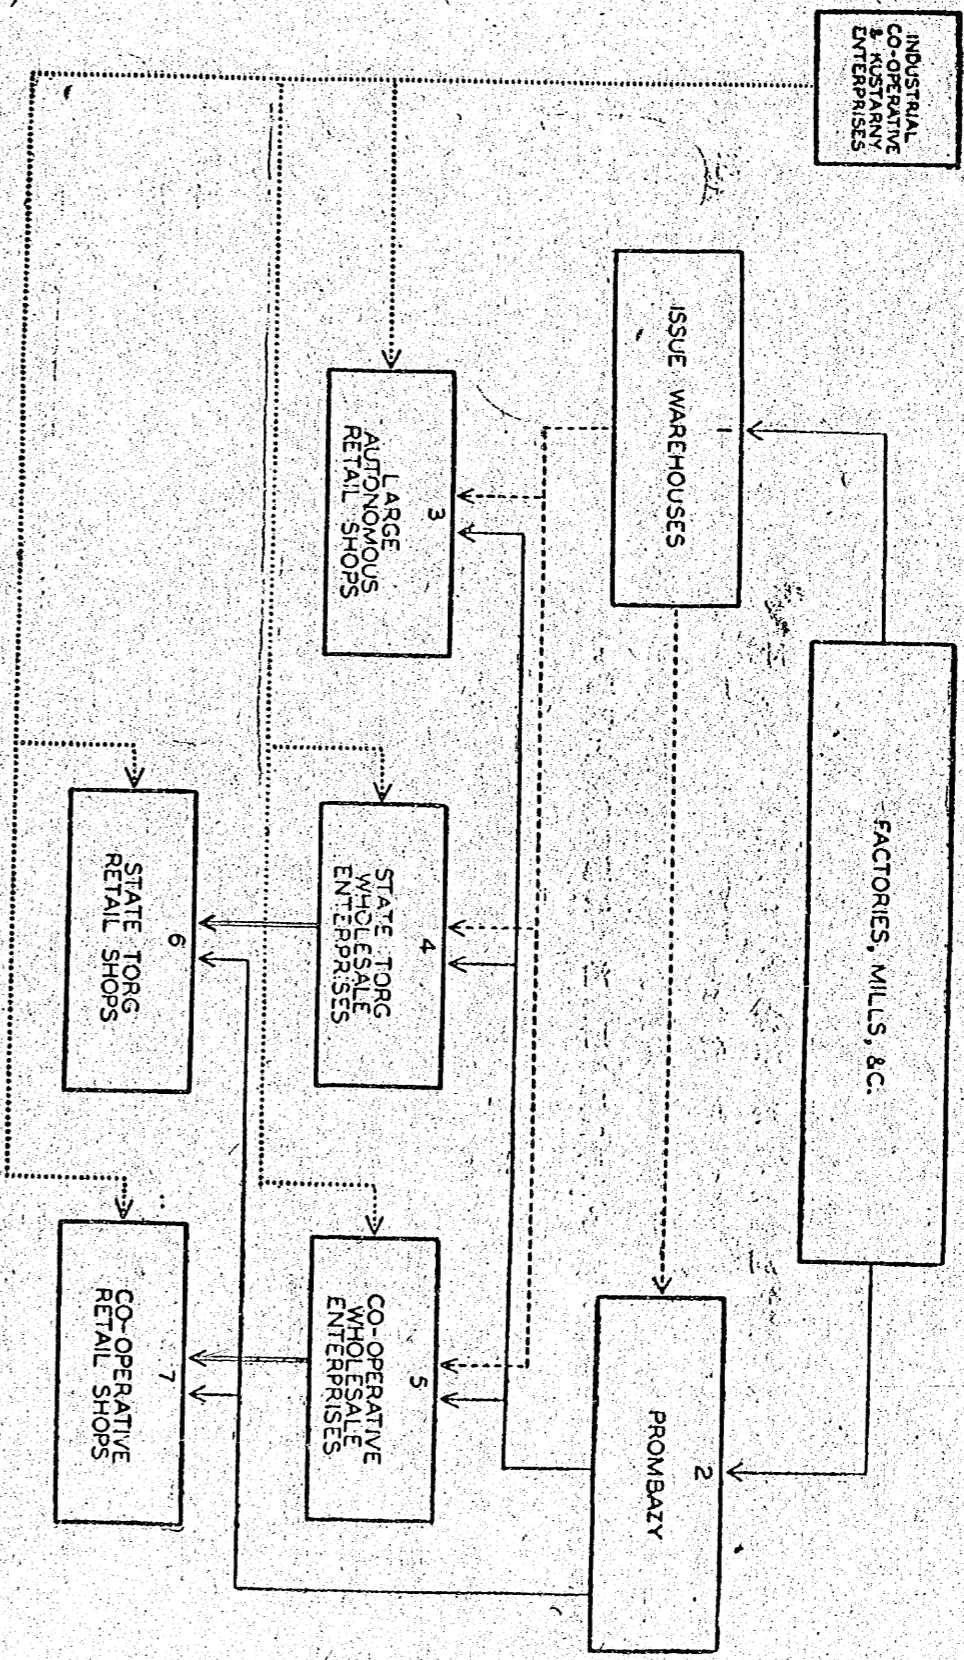 INDUSTRIAL
CO-OPERATIVE
& KUSTARNY
ENTERPRISES
FACTORIES, MILLS, &C.
1
ISSUE WAREHOUSES
2
PROMBAZY
3
LARGE
AUTONOMOUS
RETAIL SHOPS
4
STATE TORG
WHOLESALE
ENTERPRISES
5
CO-OPERATIVE
WHOLESALE
ENTERPRISES
6
STATE TORG
RETAIL SHOPS
7
CO-OPERATIVE
RETAIL SHOPS